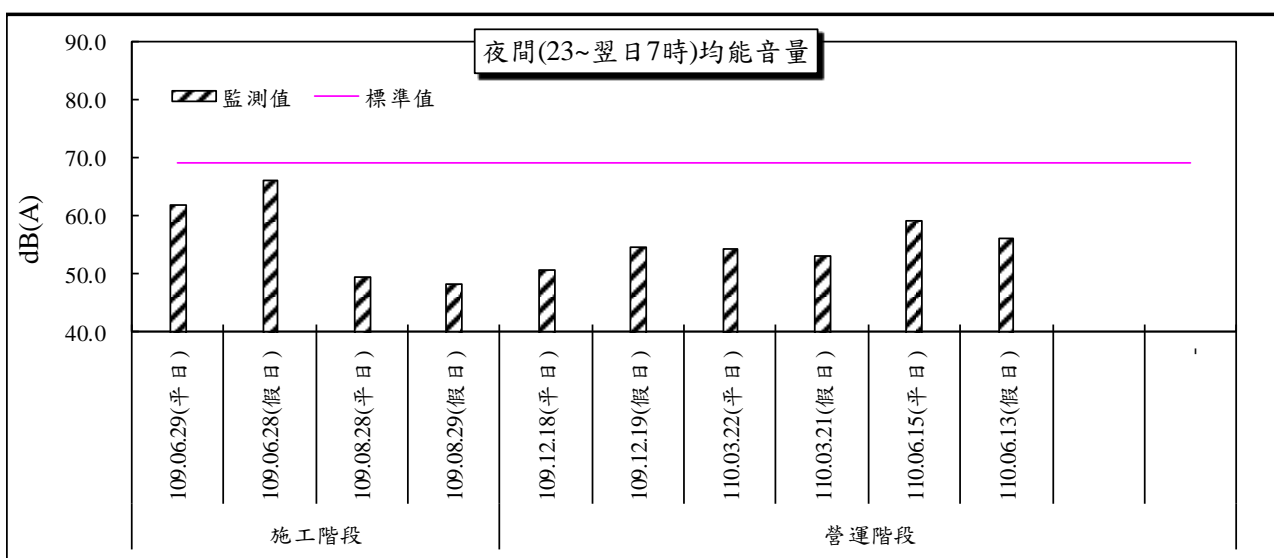 夜間(23~翌日7時)均能音量
監測值
標準值
dB(A)
90.0
80.0
70.0
60.0
50.0
40.0
109.06.29(平日)
109.06.28(假日)
109.08.28(平日)
109.08.29(假日)
109.12.18(平日)
109.12.19(假日)
110.03.22(平日)
110.03.21(假日)
110.06.15(平日)
110.06.13(假日)
施工階段
營運階段